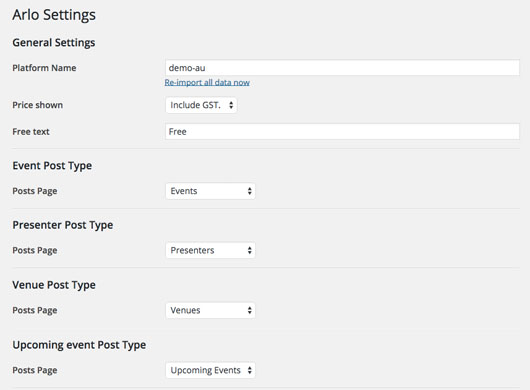 Arlo Settings
General Settings
Platform Name demo-au
Re-import all data now
Price shown Include GST.
Free text Free
Event Post Type
Posts Page Events
Presenter Post Type
Posts Page Presenters
Venue Post Type
Posts Page Venues
Upcoming event Post Type
Posts Page Upcoming Events